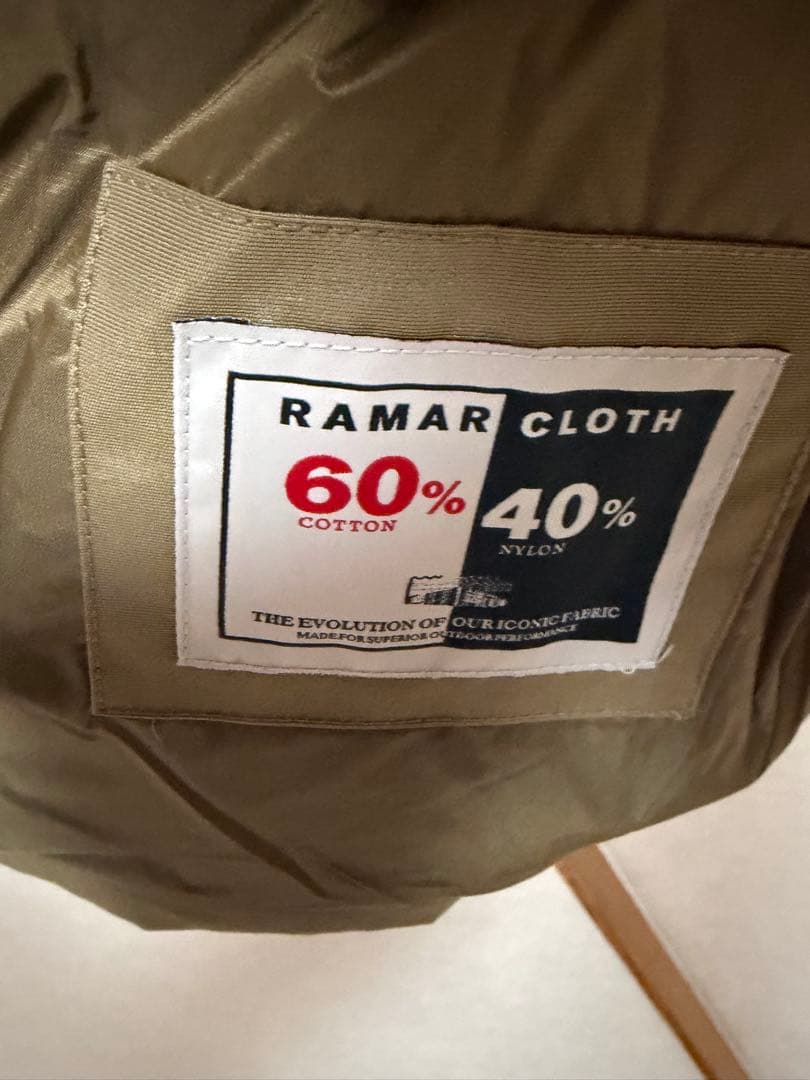 RAMAR CLOTH
60% 40%
COTTON NYLON
THE EVOLUTION OF OUR ICONIC FABRIC
MADE FOR SUPERIOR OUTDOOR PERFORMANCE